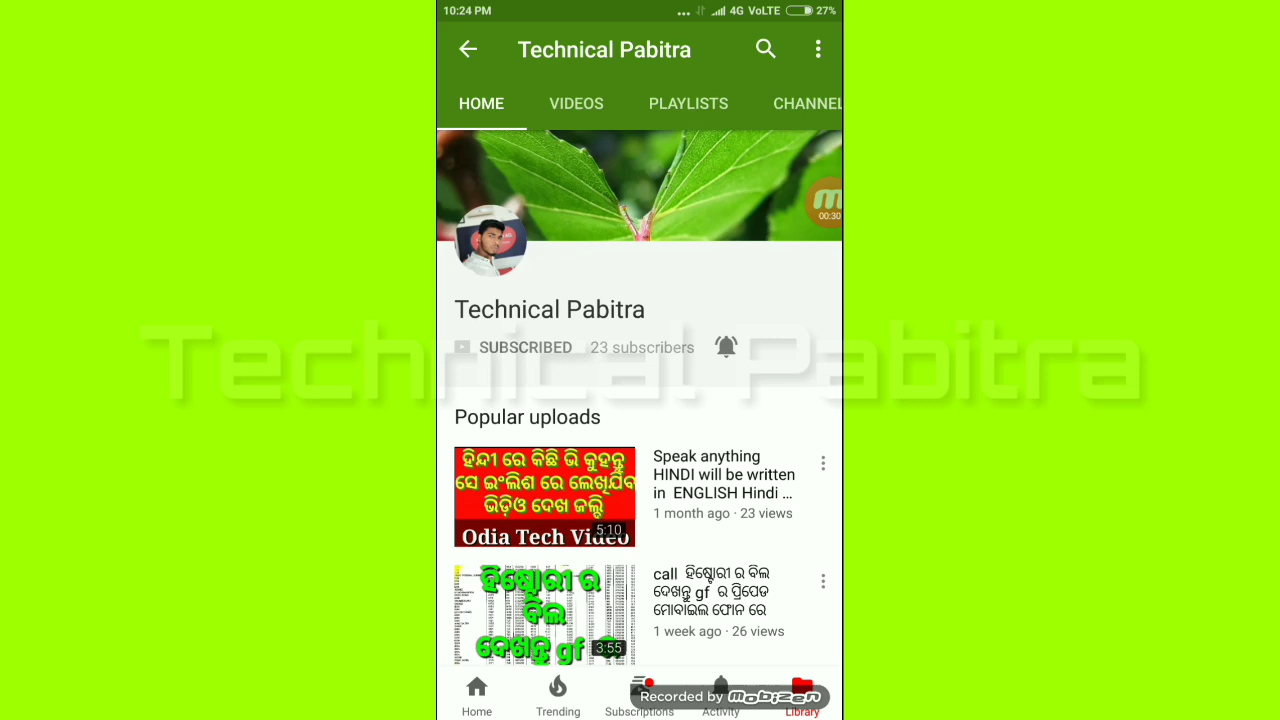 10:24 PM
4G VoLTE 27%
Technical Pabitra
HOME VIDEOS PLAYLISTS CHANNEL
00:30
Technical Pabitra
SUBSCRIBED 23 subscribers
Technical Pabitra
Popular uploads
ହିନ୍ଦୀ ରେ କିଛି ଭି କୁହନ୍ତୁ
ସେ ଇଂଲିଶ ରେ ଲେଖିଯିବ
ଭିଡ଼ିଓ ଦେଖ ଜଲ୍ଦି
Odia Tech Video
5:10
Speak anything
HINDI will be written
in ENGLISH Hindi ...
1 month ago · 23 views
ହିଷ୍ଟୋରୀ ର
ବିଲ
ଦେଖନ୍ତୁ gf
3:55
call ହିଷ୍ଟୋରୀ ର ବିଲ
ଦେଖନ୍ତୁ gf ର ପ୍ରିପେଡ
ମୋବାଇଲ ଫୋନ ରେ
1 week ago · 26 views
Recorded by mobizen
Home Trending Subscriptions Activity Library